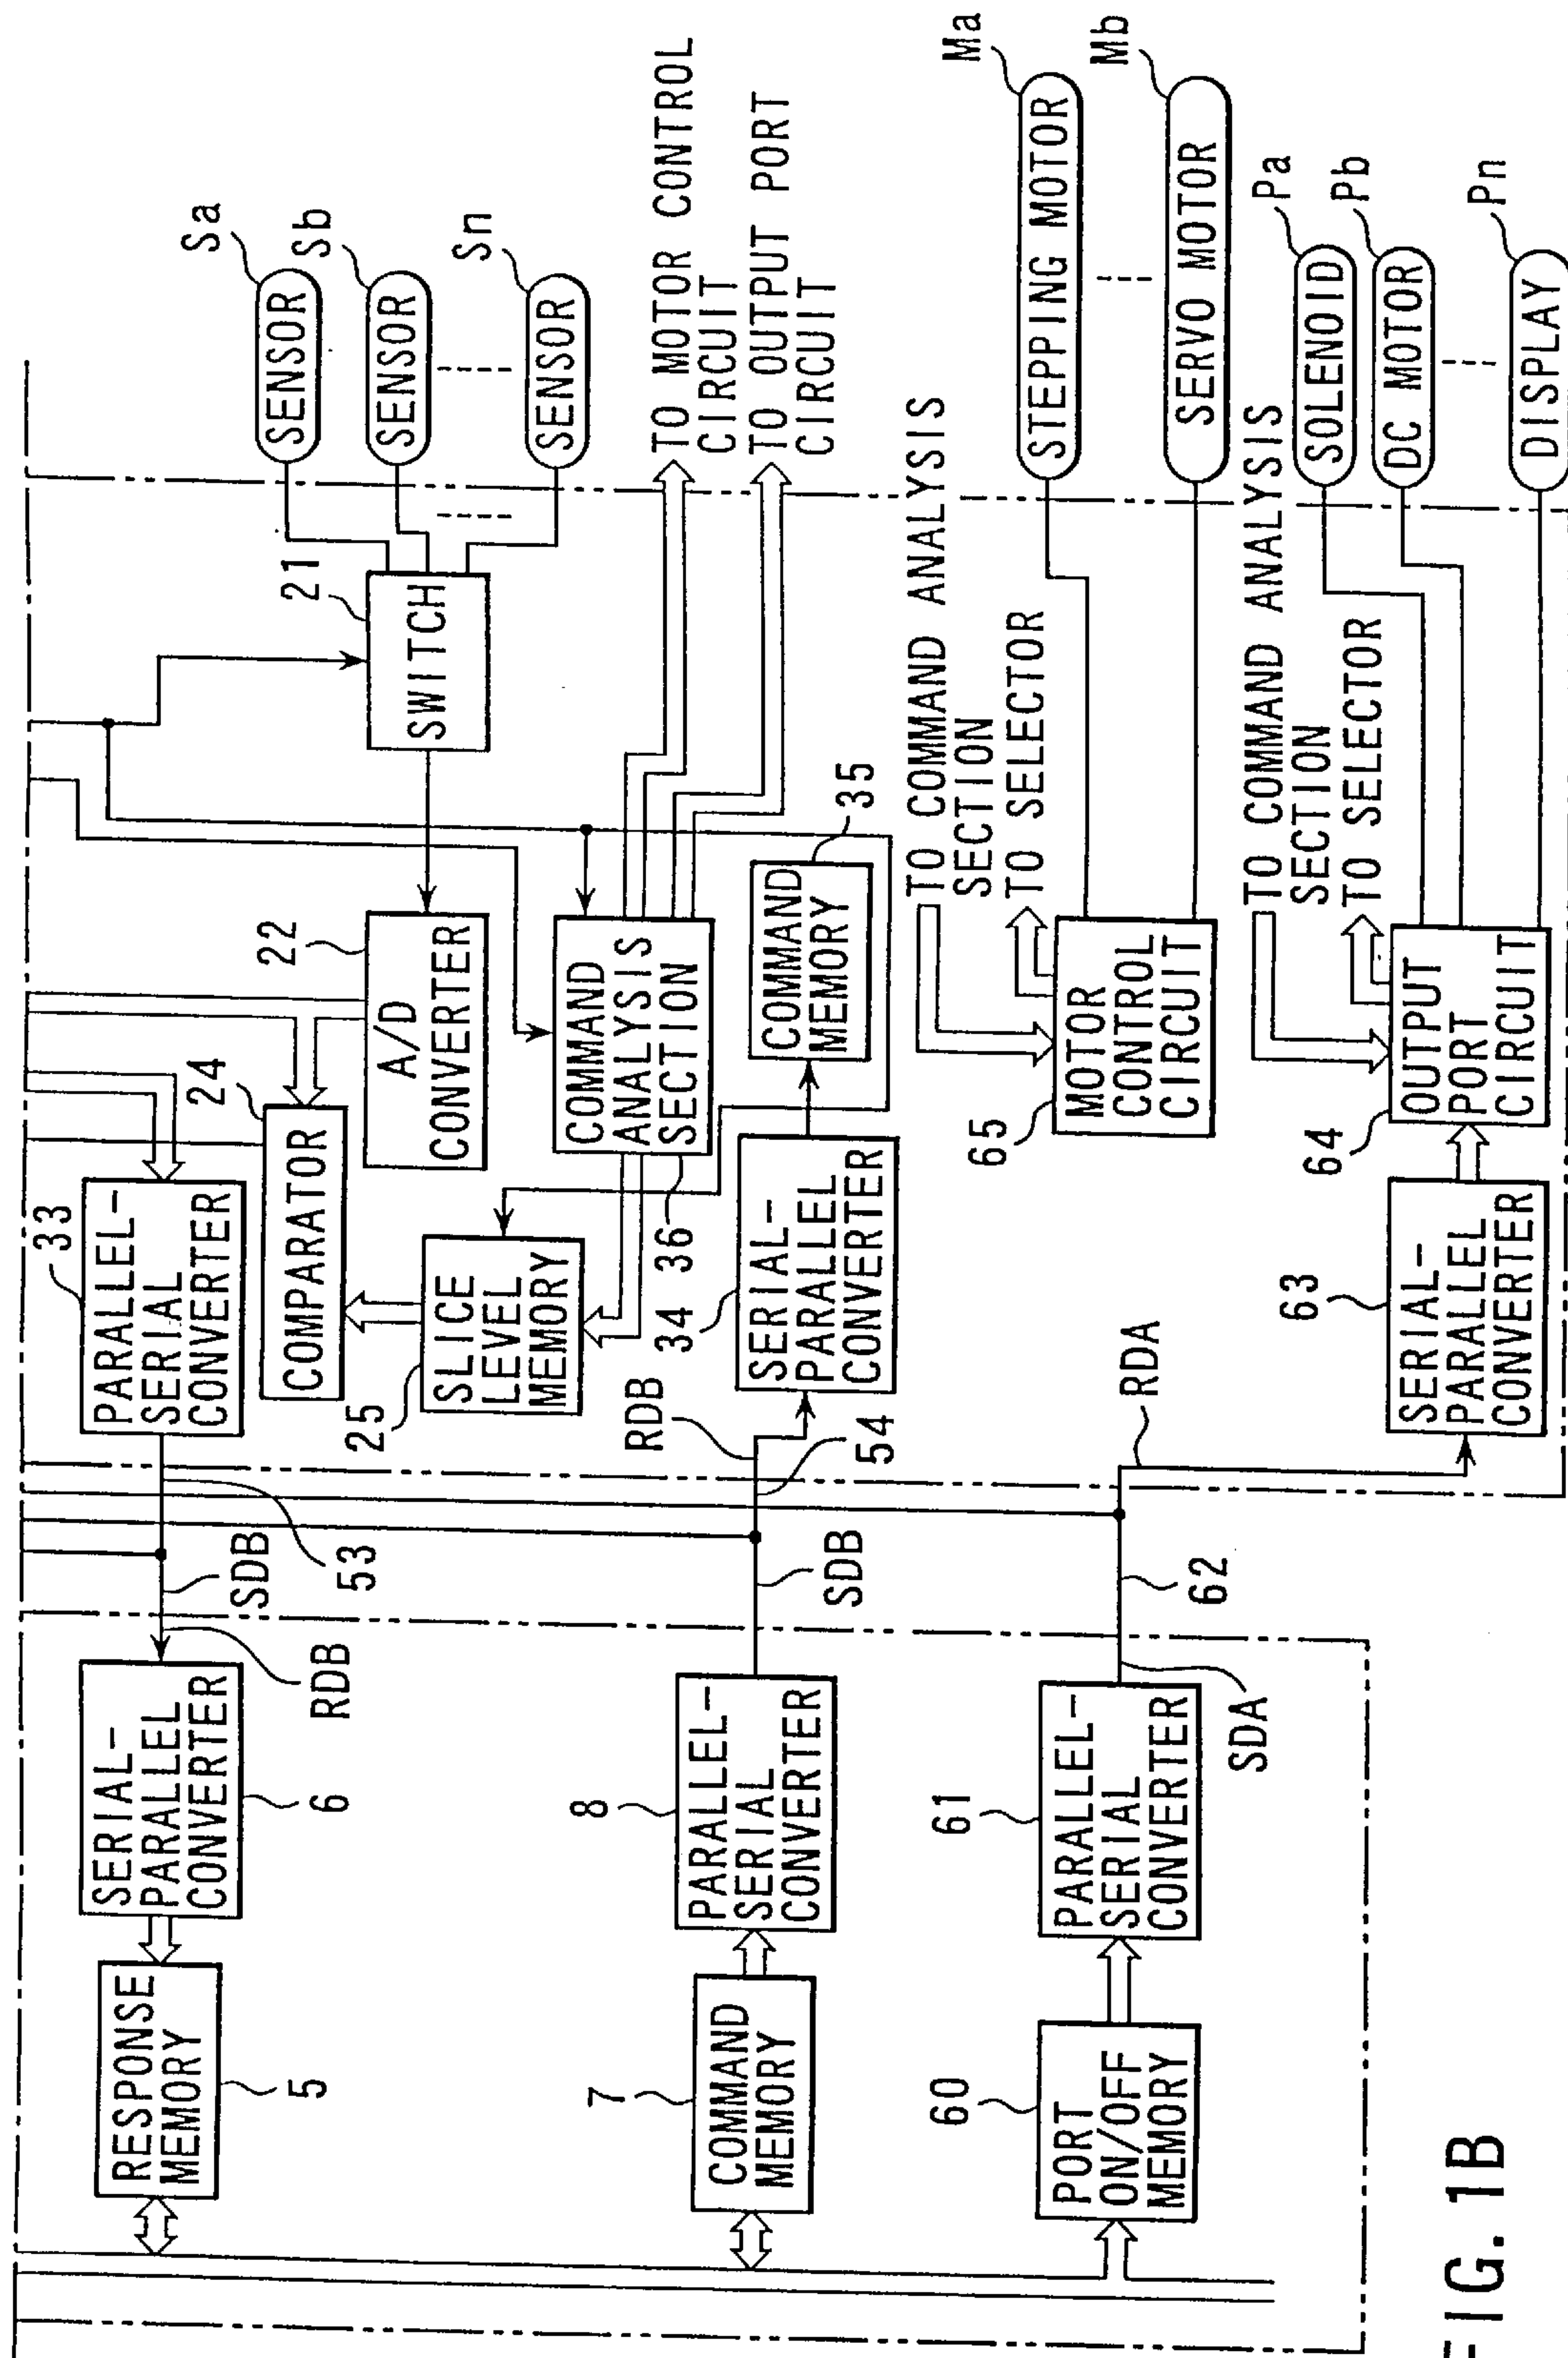 Sa
SENSOR
Sb
SENSOR
Sn
SENSOR
21
SWITCH
22
A/D
CONVERTER
24
COMPARATOR
33
PARALLEL-
SERIAL
CONVERTER
SLICE
LEVEL
MEMORY
25
COMMAND
ANALYSIS
SECTION
36
TO MOTOR CONTROL
CIRCUIT
TO OUTPUT PORT
CIRCUIT
35
COMMAND
MEMORY
34
SERIAL-
PARALLEL
CONVERTER
RDB
54
53
SDB
RDB
SERIAL-
PARALLEL
CONVERTER
6
RESPONSE
MEMORY
5
SDB
8
PARALLEL-
SERIAL
CONVERTER
7
COMMAND
MEMORY
TO COMMAND ANALYSIS
SECTION
TO SELECTOR
Ma
STEPPING MOTOR
Mb
SERVO MOTOR
65
MOTOR
CONTROL
CIRCUIT
TO COMMAND ANALYSIS
SECTION
TO SELECTOR
Pa
SOLENOID
Pb
DC MOTOR
Pn
DISPLAY
64
OUTPUT
PORT
CIRCUIT
63
SERIAL-
PARALLEL
CONVERTER
RDA
62
SDA
61
PARALLEL-
SERIAL
CONVERTER
60
PORT
ON/OFF
MEMORY
FIG. 1B